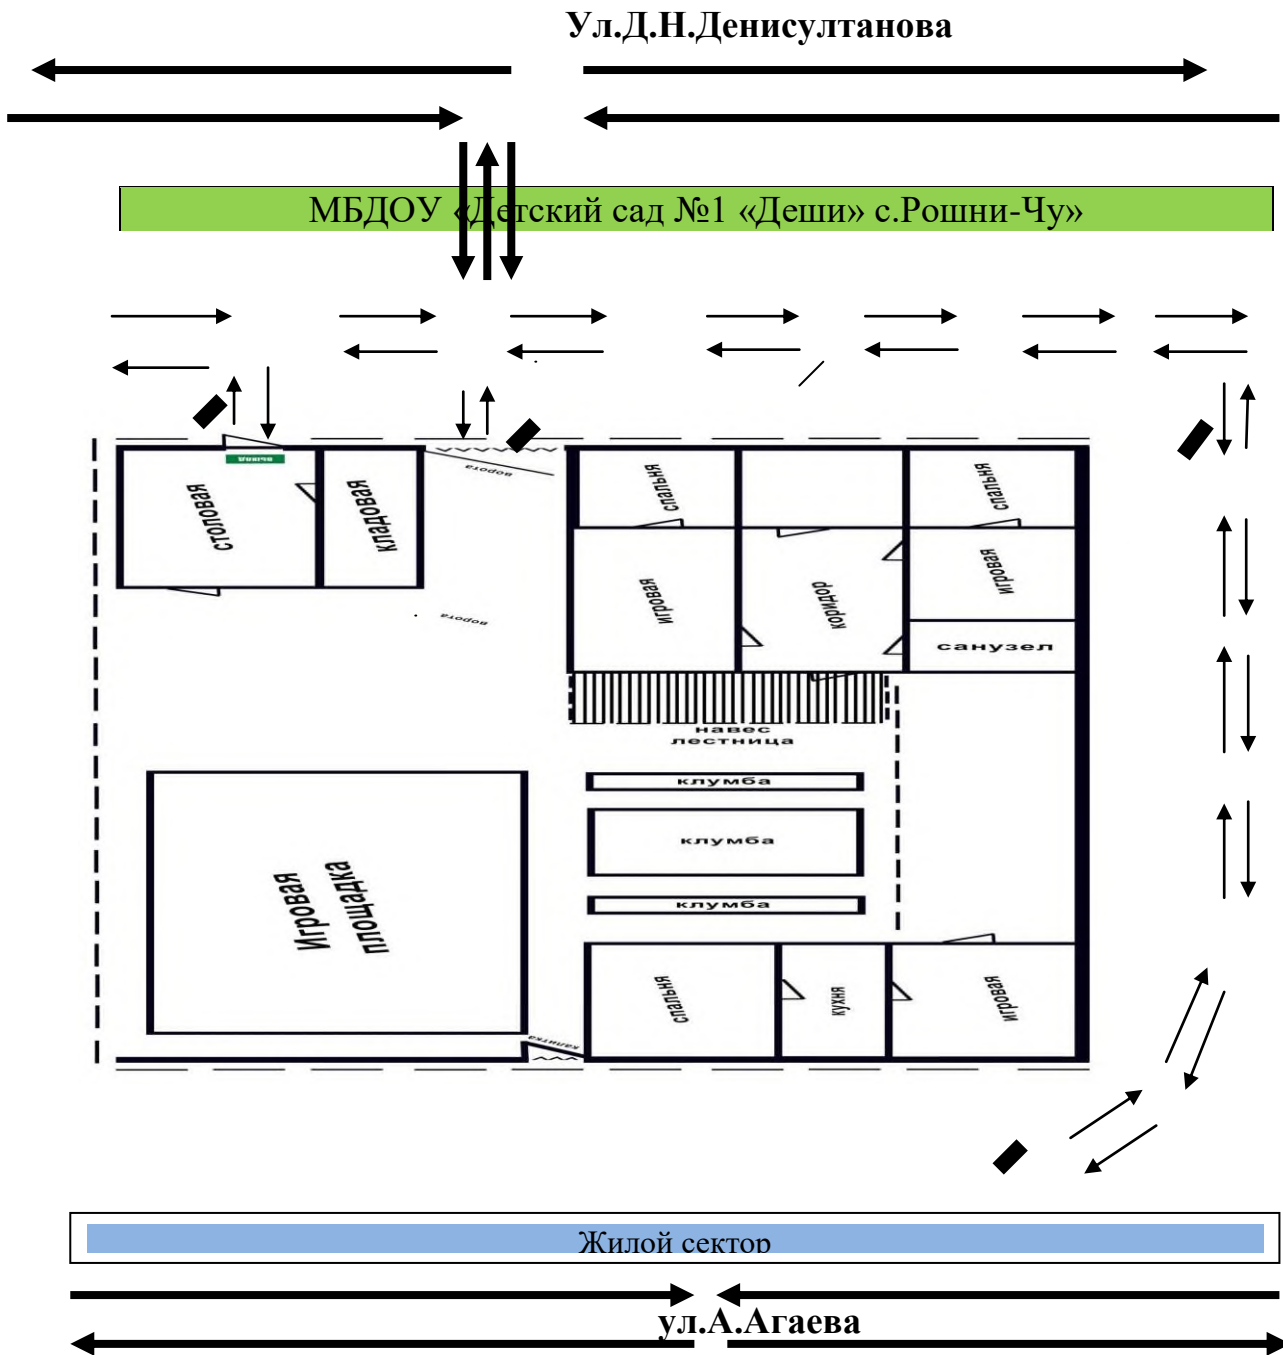 Ул.Д.Н.Денисултанова
МБДОУ «Детский сад №1 «Деши» с.Рошни-Чу»
ворота
столовая
кладовая
спальня
спальня
игровая
коридор
игровая
санузел
ворота
навес
лестница
клумба
клумба
клумба
Игровая
площадка
спальня
кухня
игровая
калитка
Жилой сектор
ул.А.Агаева